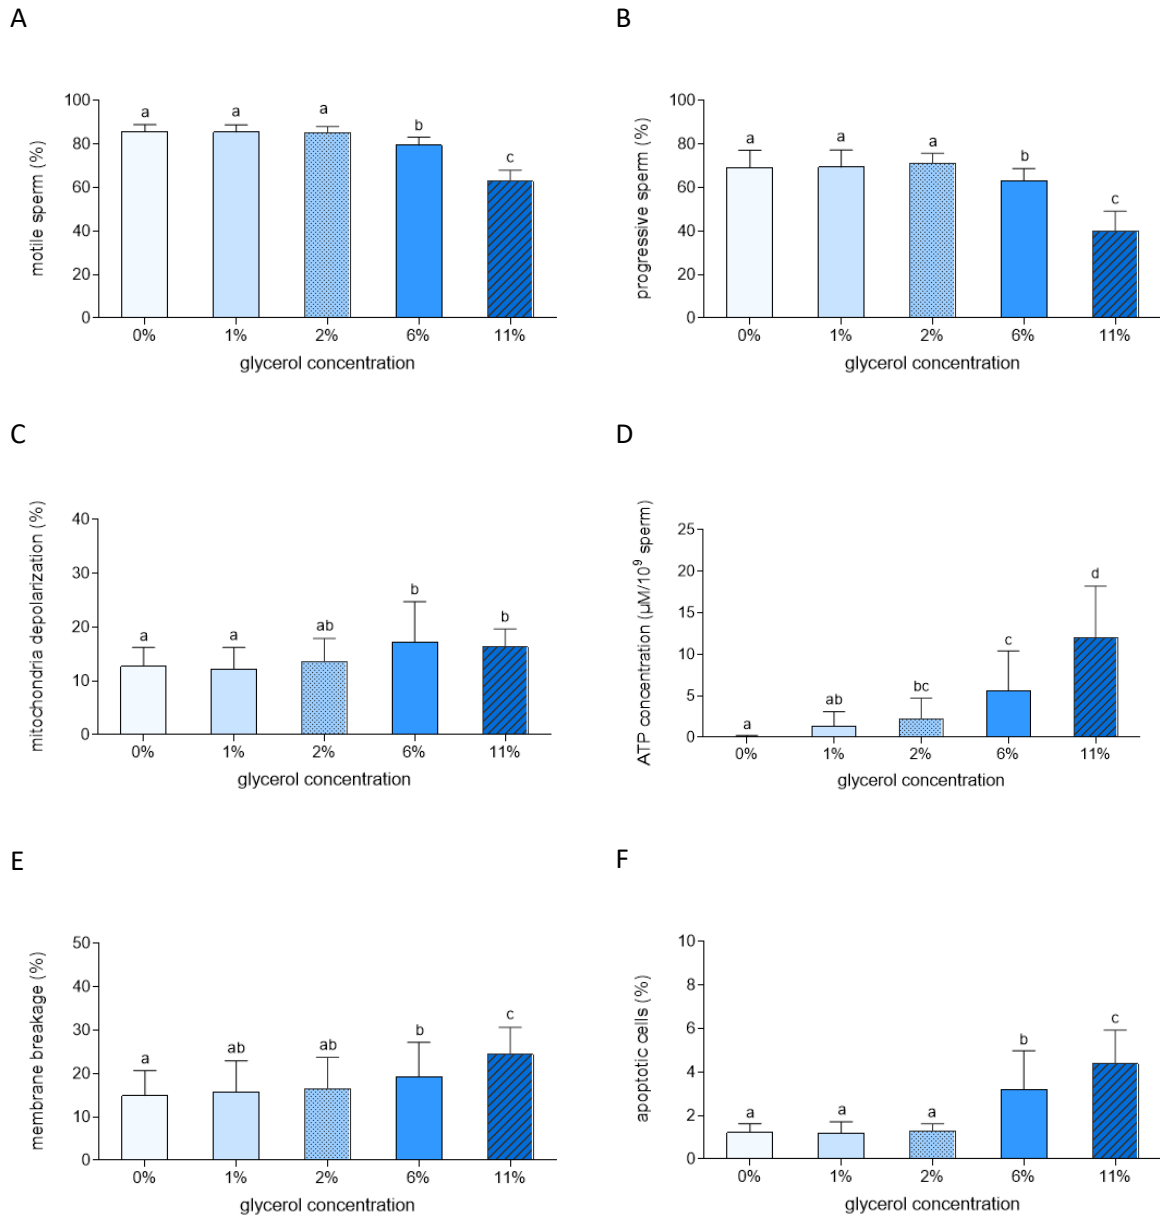 A
motile sperm (%)
100
80
60
40
20
0
a
a
a
b
c
0% 1% 2% 6% 11%
glycerol concentration
B
progressive sperm (%)
100
80
60
40
20
0
a
a
a
b
c
0% 1% 2% 6% 11%
glycerol concentration
C
mitochondria depolarization (%)
40
30
20
10
0
a
a
ab
b
b
0% 1% 2% 6% 11%
glycerol concentration
D
ATP concentration (µM/10⁹ sperm)
25
20
15
10
5
0
a
ab
bc
c
d
0% 1% 2% 6% 11%
glycerol concentration
E
membrane breakage (%)
50
40
30
20
10
0
a
ab
ab
b
c
0% 1% 2% 6% 11%
glycerol concentration
F
apoptotic cells (%)
10
8
6
4
2
0
a
a
a
b
c
0% 1% 2% 6% 11%
glycerol concentration